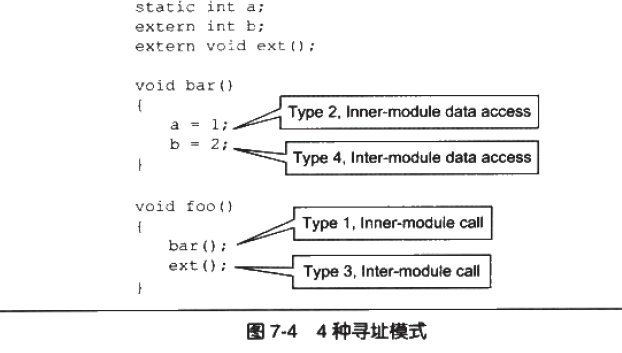 static int a;
extern int b;
extern void ext();
void bar()
{
a = 1;
Type 2, Inner-module data access
b = 2;
Type 4, Inter-module data access
}
void foo()
{
Type 1, Inner-module call
bar();
ext();
Type 3, Inter-module call
}
图 7-4 4 种寻址模式